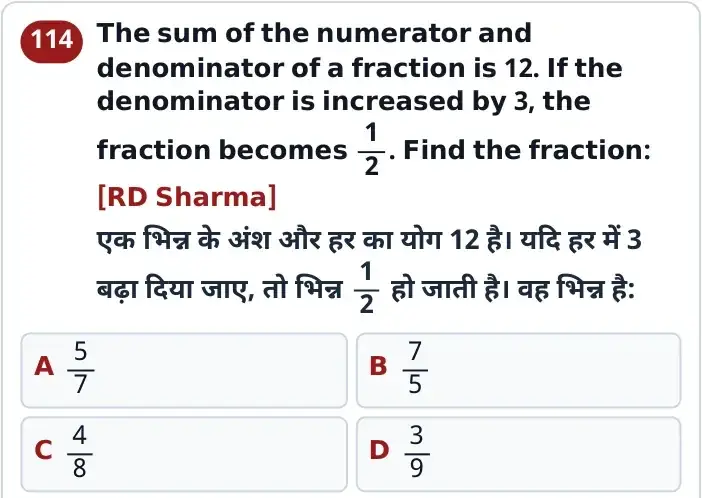 114 The sum of the numerator and
denominator of a fraction is 12. If the
denominator is increased by 3, the
fraction becomes 1/2. Find the fraction:
[RD Sharma]
एक भिन्न के अंश और हर का योग 12 है। यदि हर में 3
बढ़ा दिया जाए, तो भिन्न 1/2 हो जाती है। वह भिन्न है:
A 5/7
B 7/5
C 4/8
D 3/9